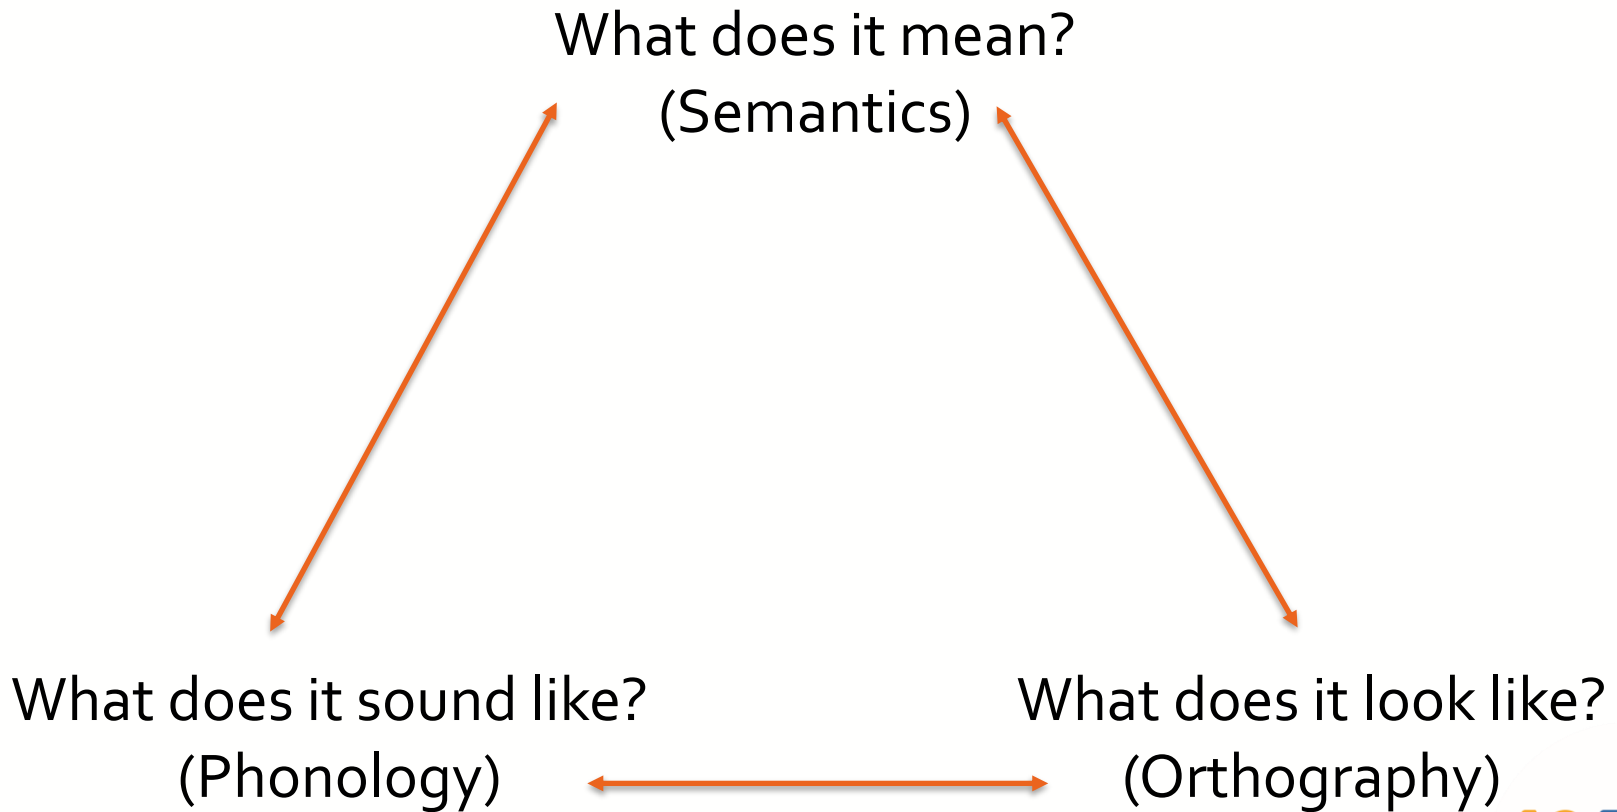 What does it mean?
(Semantics)
What does it sound like?
(Phonology)
What does it look like?
(Orthography)